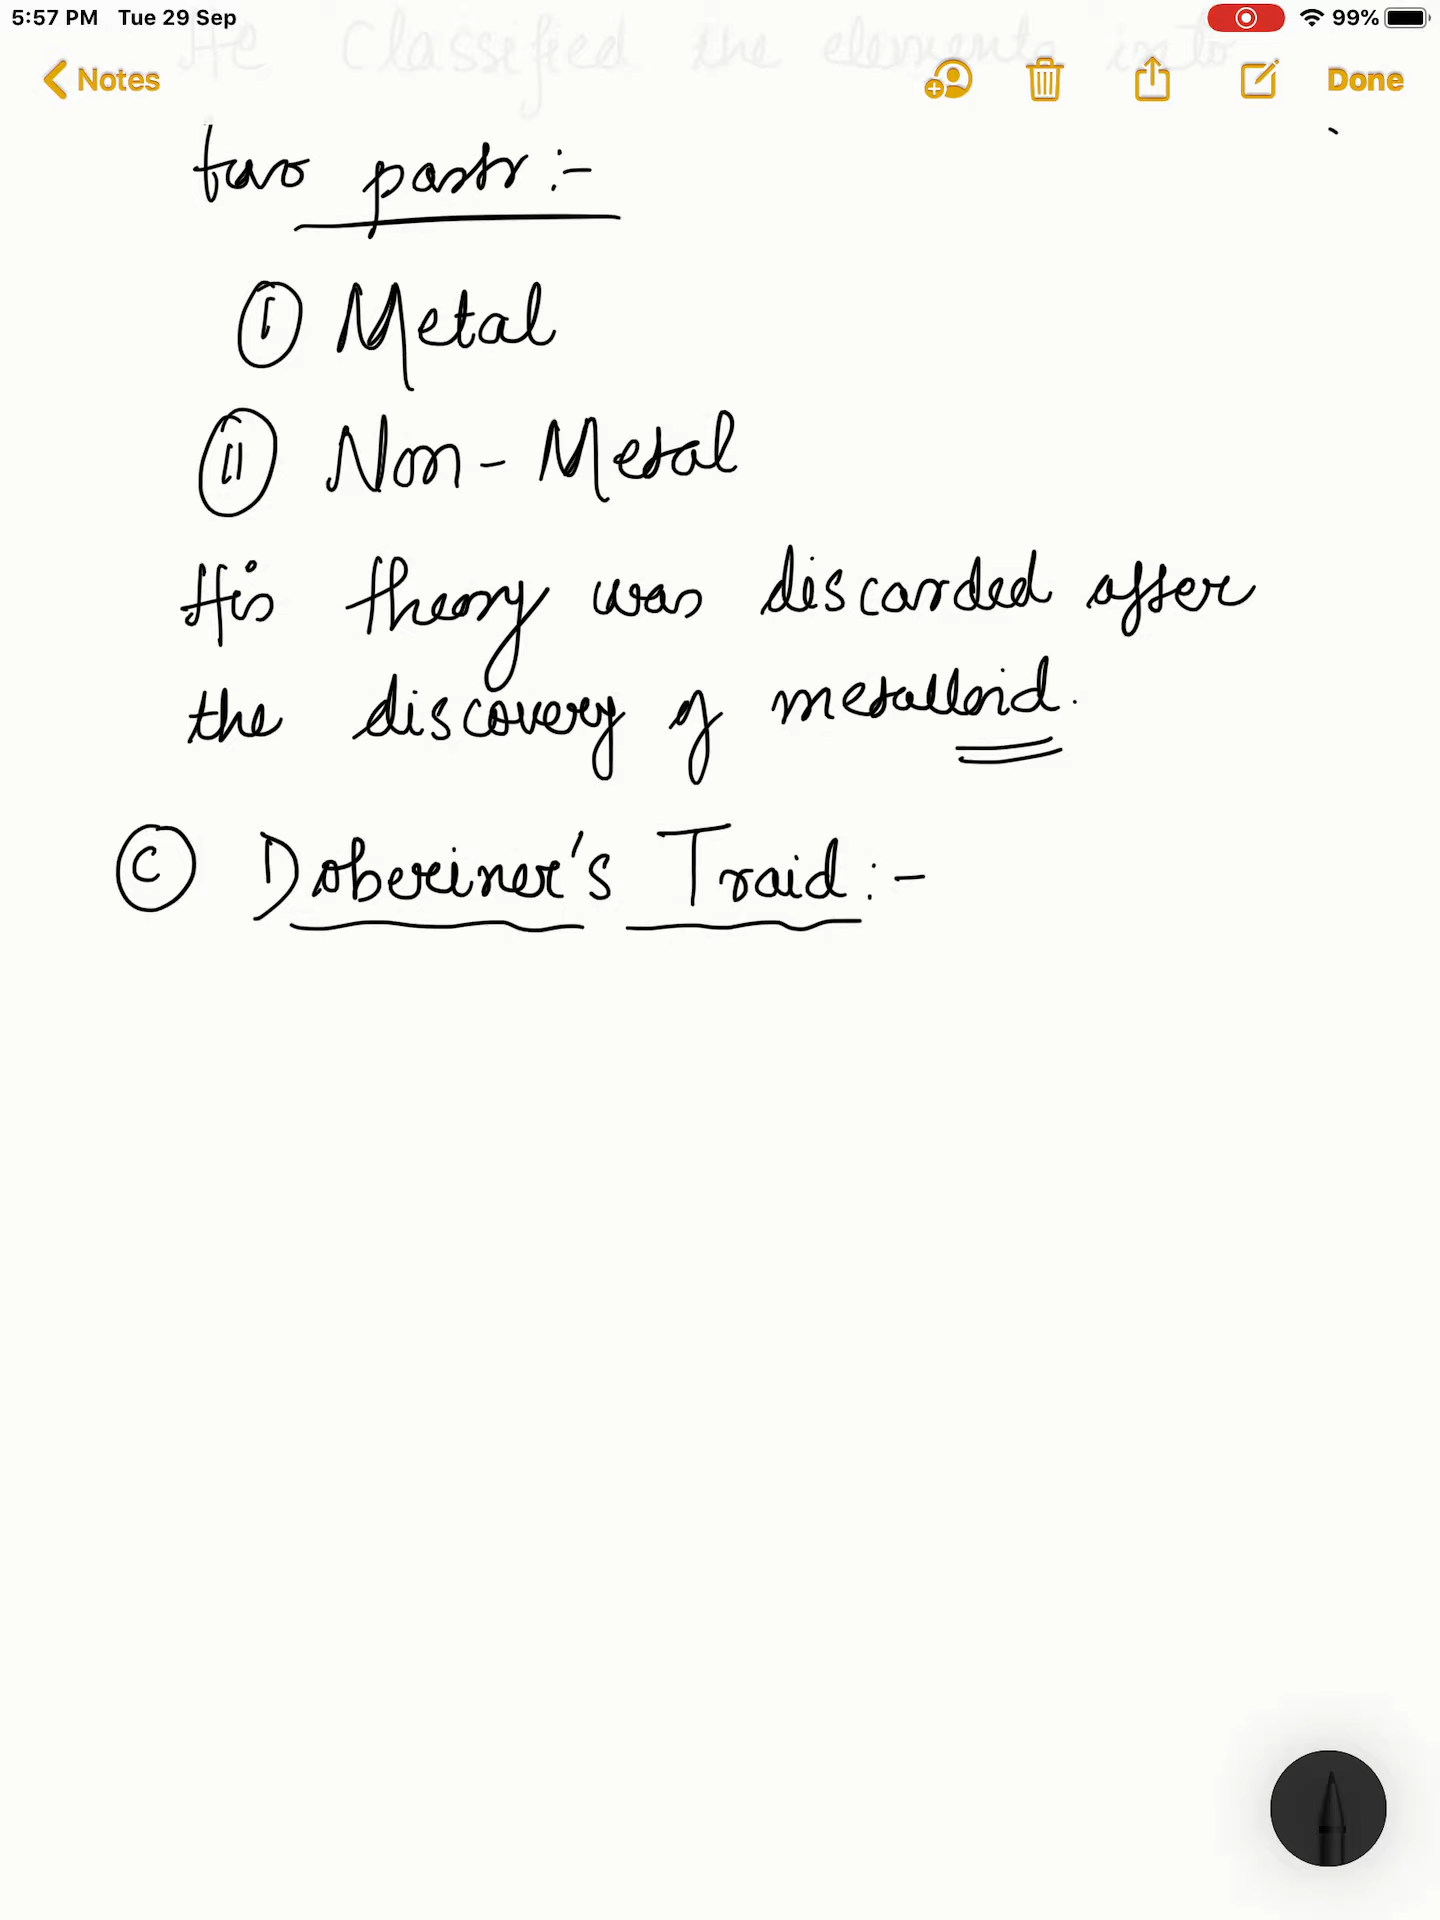 5:57 PM Tue 29 Sep 99%
He Classified the elements into
Notes Done
two parts :-
(I) Metal
(II) Non-Metal
His theory was discarded after
the discovery of metalloid.
(C) Dobereiner's Traid :-